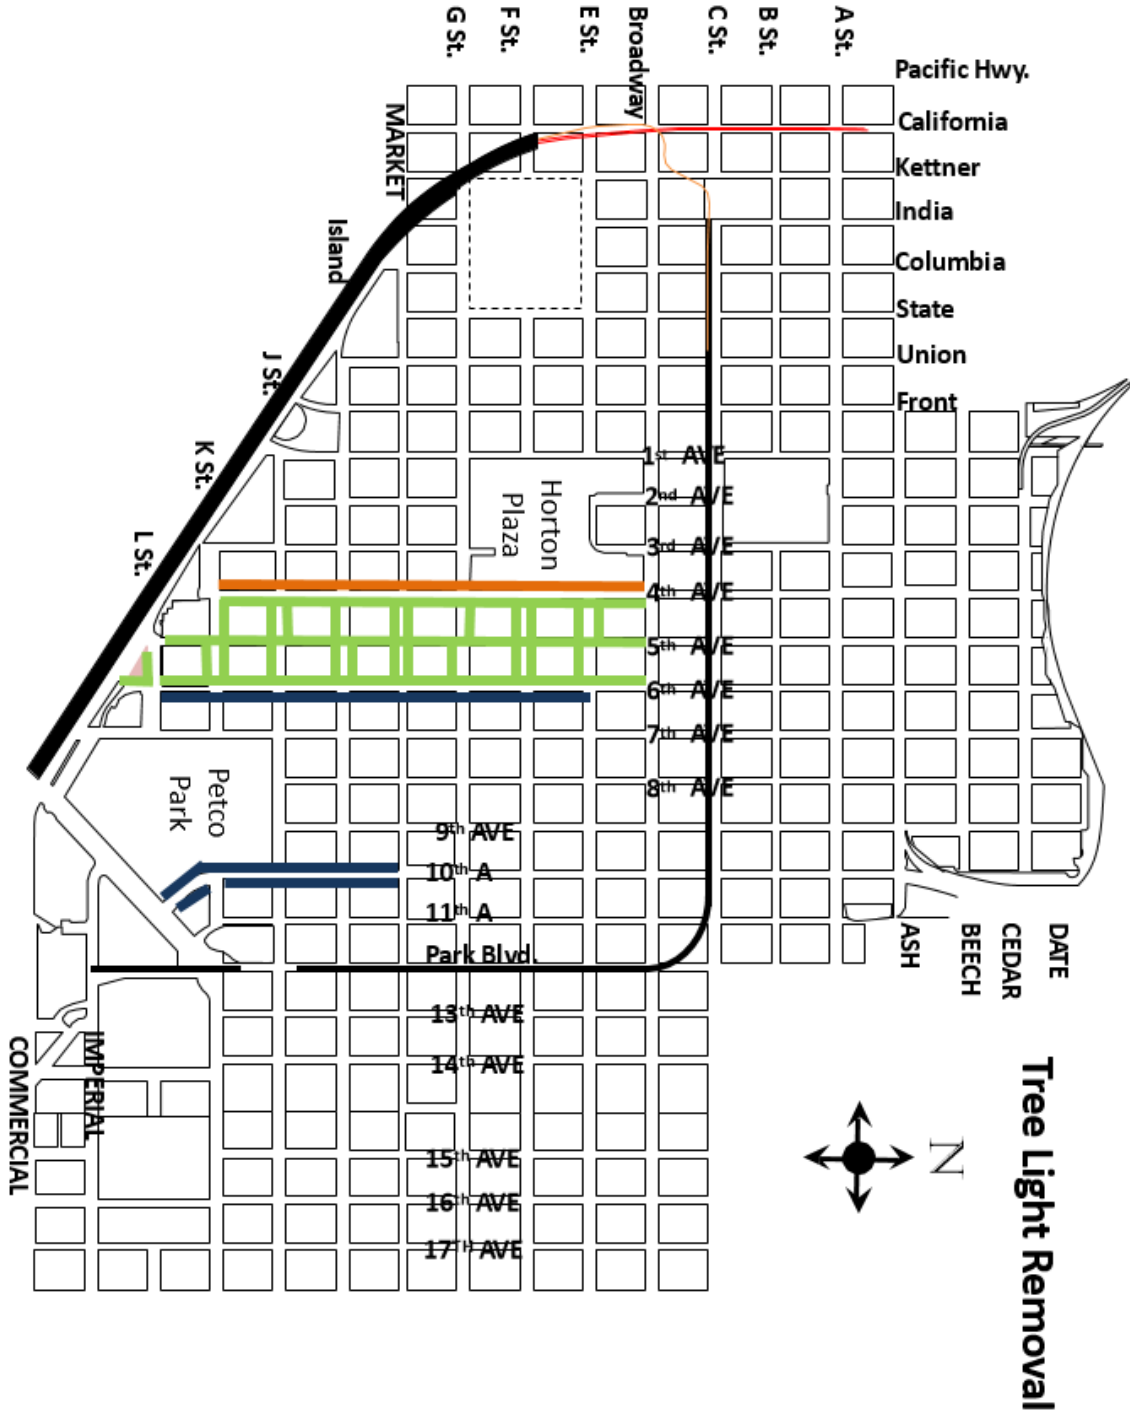 Tree Light Removal
N
DATE
CEDAR
BEECH
ASH
A St.
B St.
C St.
Broadway
E St.
F St.
G St.
MARKET
Island
J St.
K St.
L St.
IMPERIAL
COMMERCIAL
Pacific Hwy.
California
Kettner
India
Columbia
State
Union
Front
1st AVE
2nd AVE
3rd AVE
4th AVE
5th AVE
6th AVE
7th AVE
8th AVE
9th AVE
10th A
11th A
Park Blvd.
13th AVE
14th AVE
15th AVE
16th AVE
17TH AVE
Horton
Plaza
Petco
Park